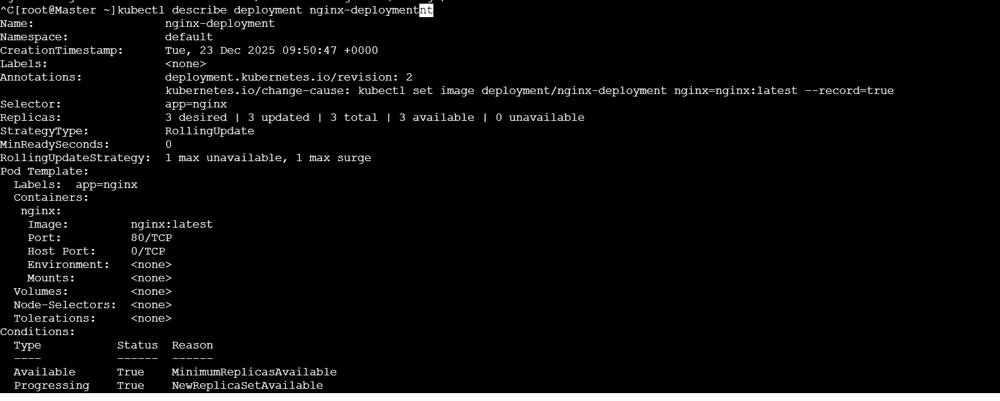 ^C[root@Master ~]kubectl describe deployment nginx-deploymentnt
Name:                   nginx-deployment
Namespace:              default
CreationTimestamp:      Tue, 23 Dec 2025 09:50:47 +0000
Labels:                 <none>
Annotations:            deployment.kubernetes.io/revision: 2
                        kubernetes.io/change-cause: kubectl set image deployment/nginx-deployment nginx=nginx:latest --record=true
Selector:               app=nginx
Replicas:               3 desired | 3 updated | 3 total | 3 available | 0 unavailable
StrategyType:           RollingUpdate
MinReadySeconds:        0
RollingUpdateStrategy:  1 max unavailable, 1 max surge
Pod Template:
  Labels:  app=nginx
  Containers:
   nginx:
    Image:         nginx:latest
    Port:          80/TCP
    Host Port:     0/TCP
    Environment:   <none>
    Mounts:        <none>
  Volumes:         <none>
  Node-Selectors:  <none>
  Tolerations:     <none>
Conditions:
  Type           Status  Reason
  ----           ------  ------
  Available      True    MinimumReplicasAvailable
  Progressing    True    NewReplicaSetAvailable